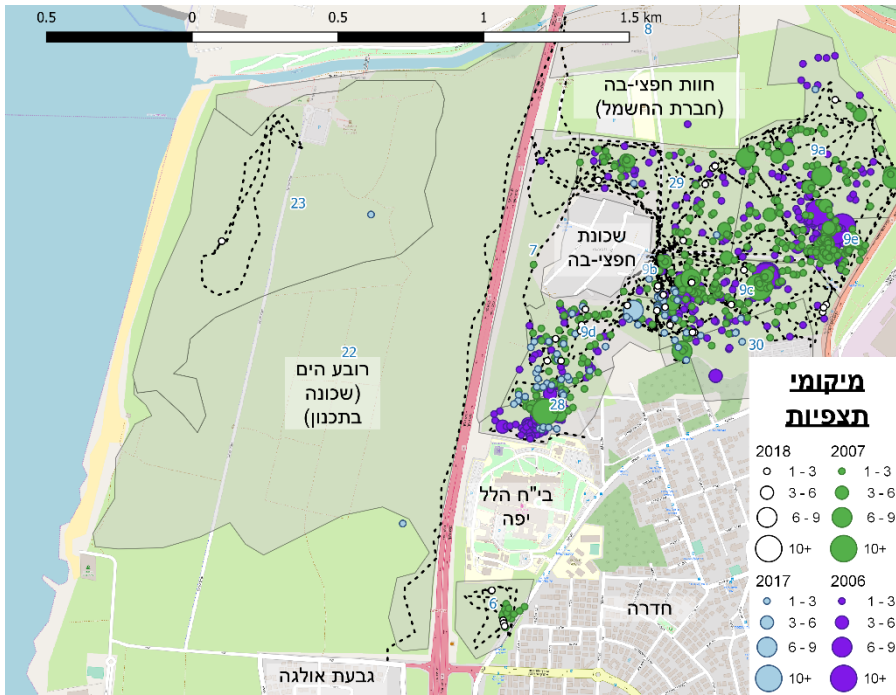 0.5
0
0.5
1
1.5 km
8
חוות חפצי-בה
(חברת החשמל)
9a
29
23
שכונת
חפצי-בה
9e
7
9b
9c
9d
30
22
רובע הים
(שכונה
בתכנון)
28
בי"ח הלל
יפה
6
חדרה
גבעת אולגה
מיקומי
תצפיות
2018
2007
1 - 3
1 - 3
3 - 6
3 - 6
6 - 9
6 - 9
10+
10+
2017
2006
1 - 3
1 - 3
3 - 6
3 - 6
6 - 9
6 - 9
10+
10+